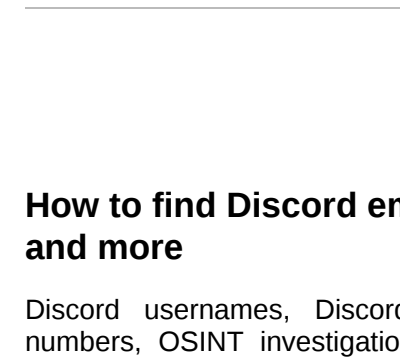 How to find Discord
and more
Discord usernames,
numbers, OSINT